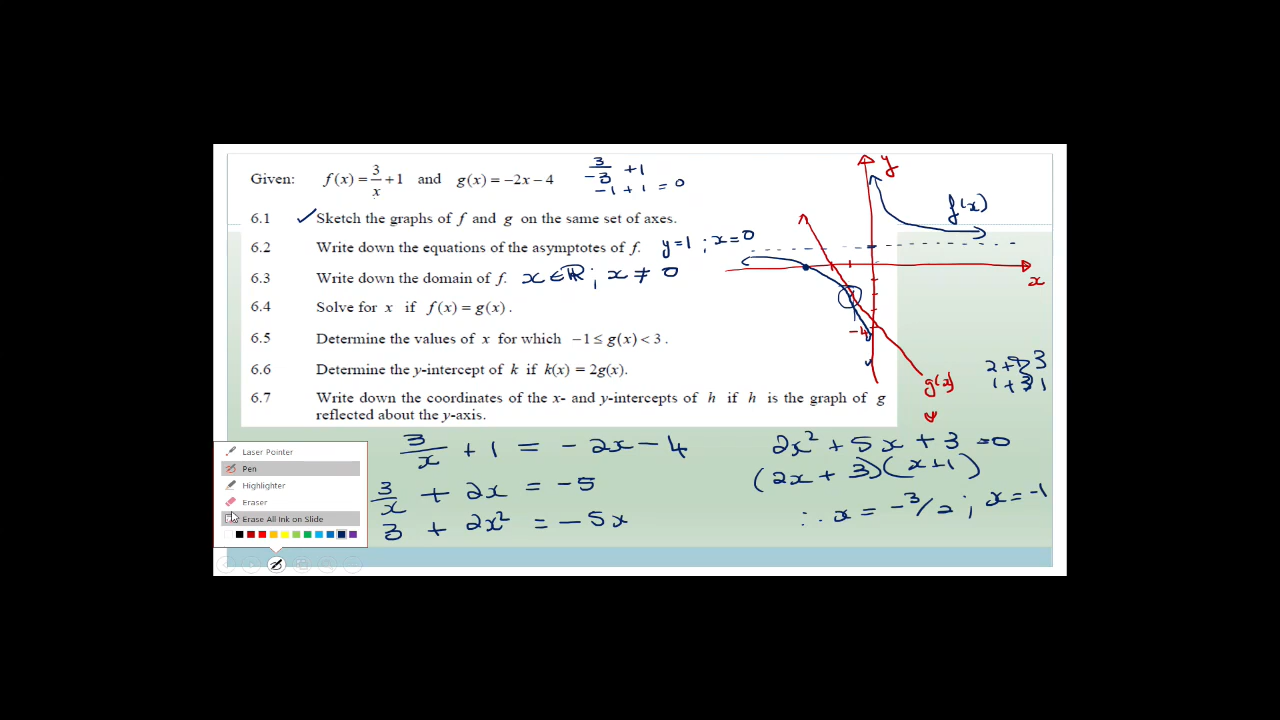 Given: f(x) = 3/x + 1 and g(x) = −2x − 4
3/−3 + 1
−1 + 1 = 0
6.1 ✓ Sketch the graphs of f and g on the same set of axes.
6.2 Write down the equations of the asymptotes of f. y = 1 ; x = 0
6.3 Write down the domain of f. x ∈ ℝ ; x ≠ 0
6.4 Solve for x if f(x) = g(x).
6.5 Determine the values of x for which −1 ≤ g(x) < 3.
6.6 Determine the y-intercept of k if k(x) = 2g(x).
6.7 Write down the coordinates of the x- and y-intercepts of h if h is the graph of g
reflected about the y-axis.
y
f(x)
x
−4
g(x)
3/x + 1 = −2x − 4
3/x + 2x = −5
3 + 2x² = −5x
2x² + 5x + 3 = 0
(2x + 3)(x + 1)
∴ x = −3/2 ; x = −1
Laser Pointer
Pen
Highlighter
Eraser
Erase All Ink on Slide